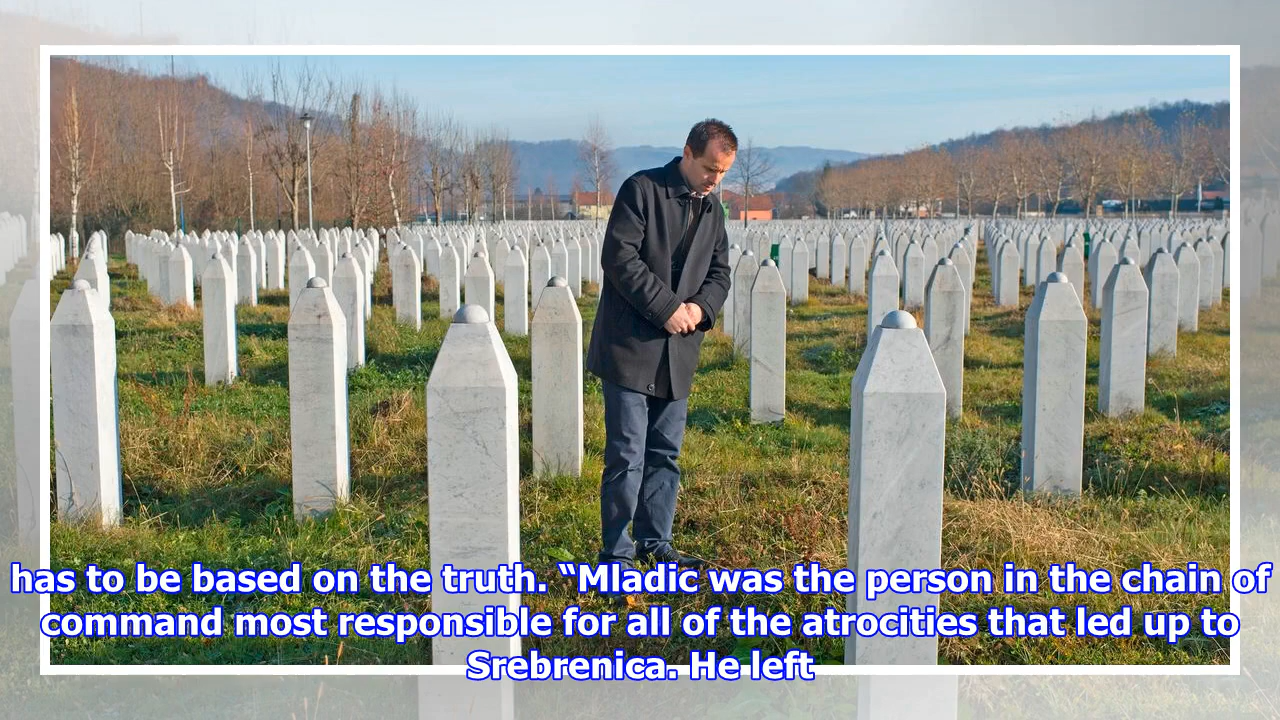 has to be based on the truth. “Mladic was the person in the chain of
command most responsible for all of the atrocities that led up to
Srebrenica. He left